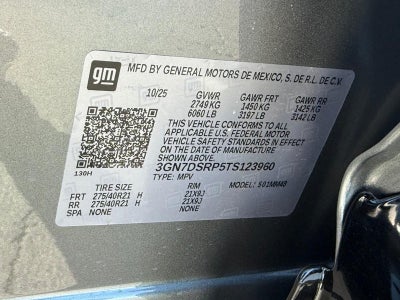 gm
MFD BY GENERAL MOTORS DE MEXICO, S. DE R.L. DE C.V.
10/25 GVWR GAWR FRT GAWR RR
2749 KG 1450 KG 1425 KG
6060 LB 3197 LB 3142 LB
THIS VEHICLE CONFORMS TO ALL
APPLICABLE U.S. FEDERAL MOTOR
VEHICLE SAFETY STANDARDS IN EFFECT ON
THE DATE OF MANUFACTURE SHOWN ABOVE.
3GN7DSRP5TS123960
130H TYPE: MPV MODEL: S01MM48
TIRE SIZE RIM
FRT 275/40R21 H 21X9J
RR 275/40R21 H 21X9J
SPA NONE NONE